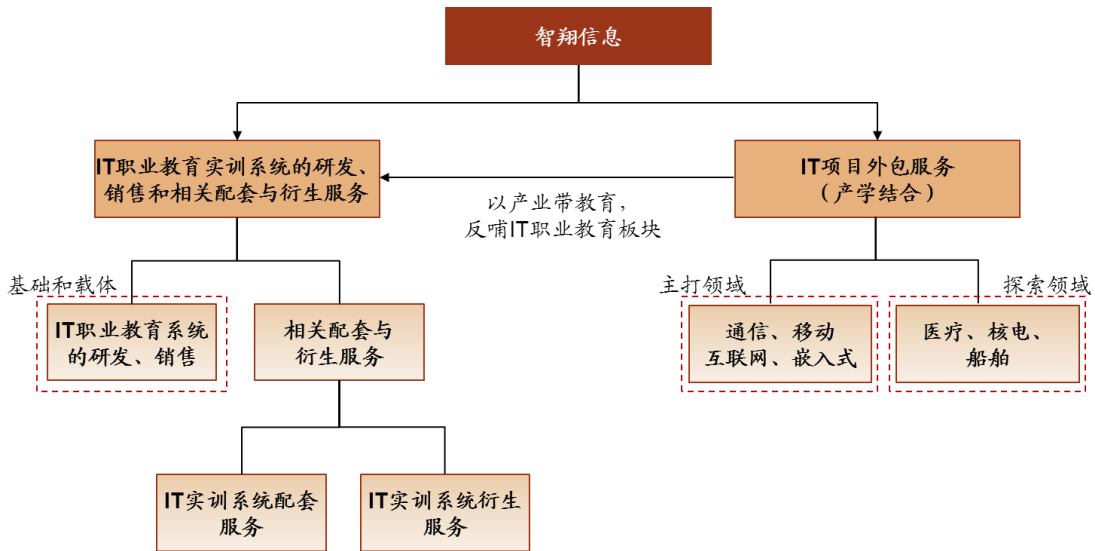 智翔信息
IT职业教育实训系统的研发、
销售和相关配套与衍生服务
IT项目外包服务
（产学结合）
以产业带教育，
反哺IT职业教育板块
基础和载体
主打领域
探索领域
IT职业教育系统
的研发、销售
相关配套与
衍生服务
通信、移动
互联网、嵌入式
医疗、核电、
船舶
IT实训系统配套
服务
IT实训系统衍生
服务